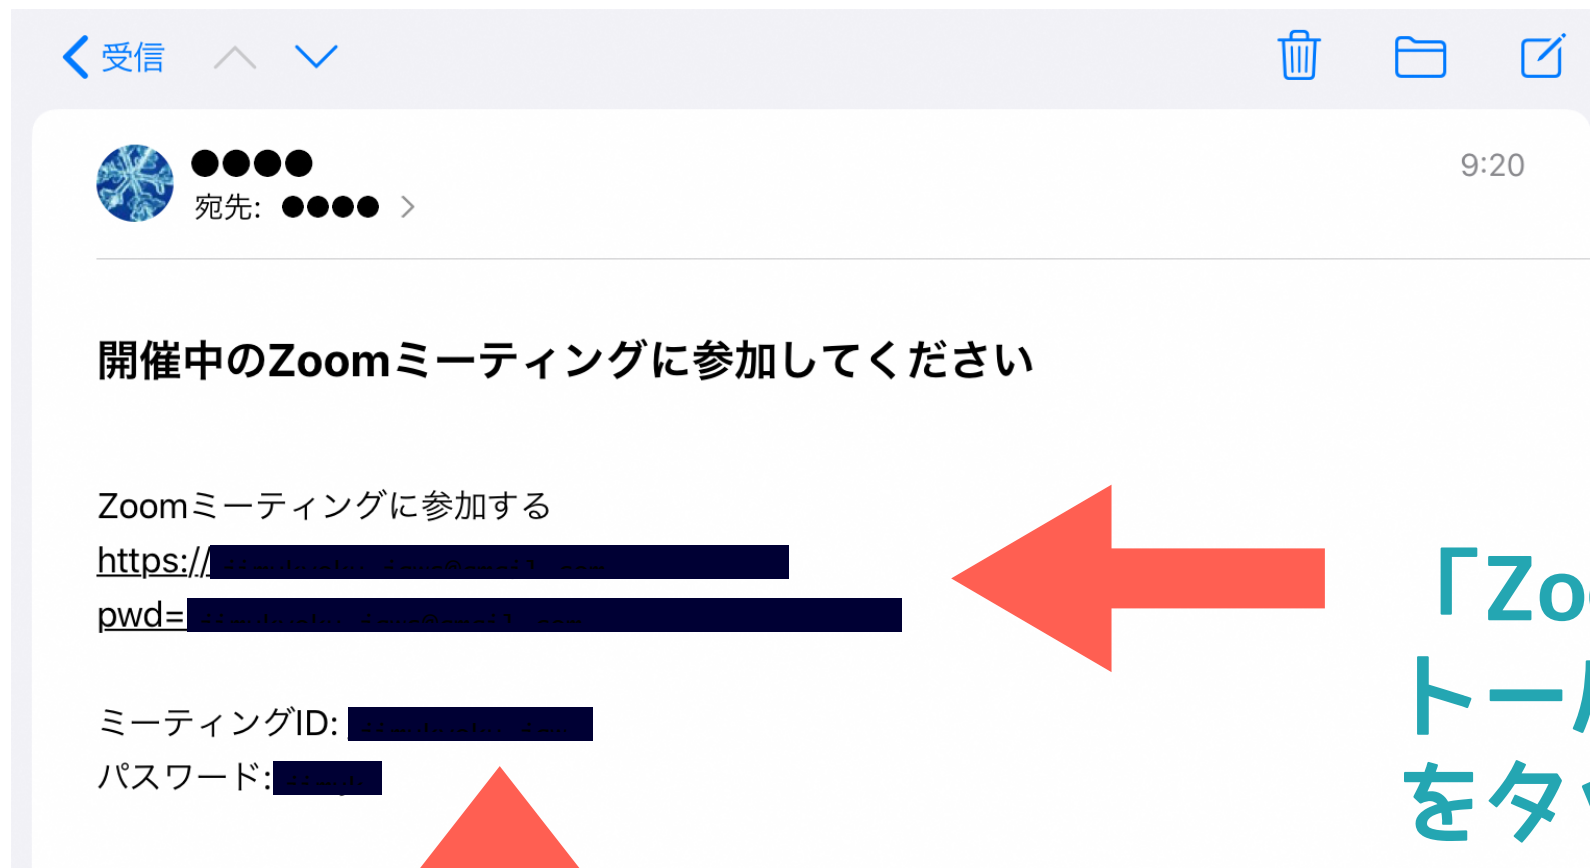 受信
●●●●
9:20
宛先: ●●●●
開催中のZoomミーティングに参加してください
Zoomミーティングに参加する
https://
pwd=
ミーティングID:
パスワード:
「Zo
トール
をタ